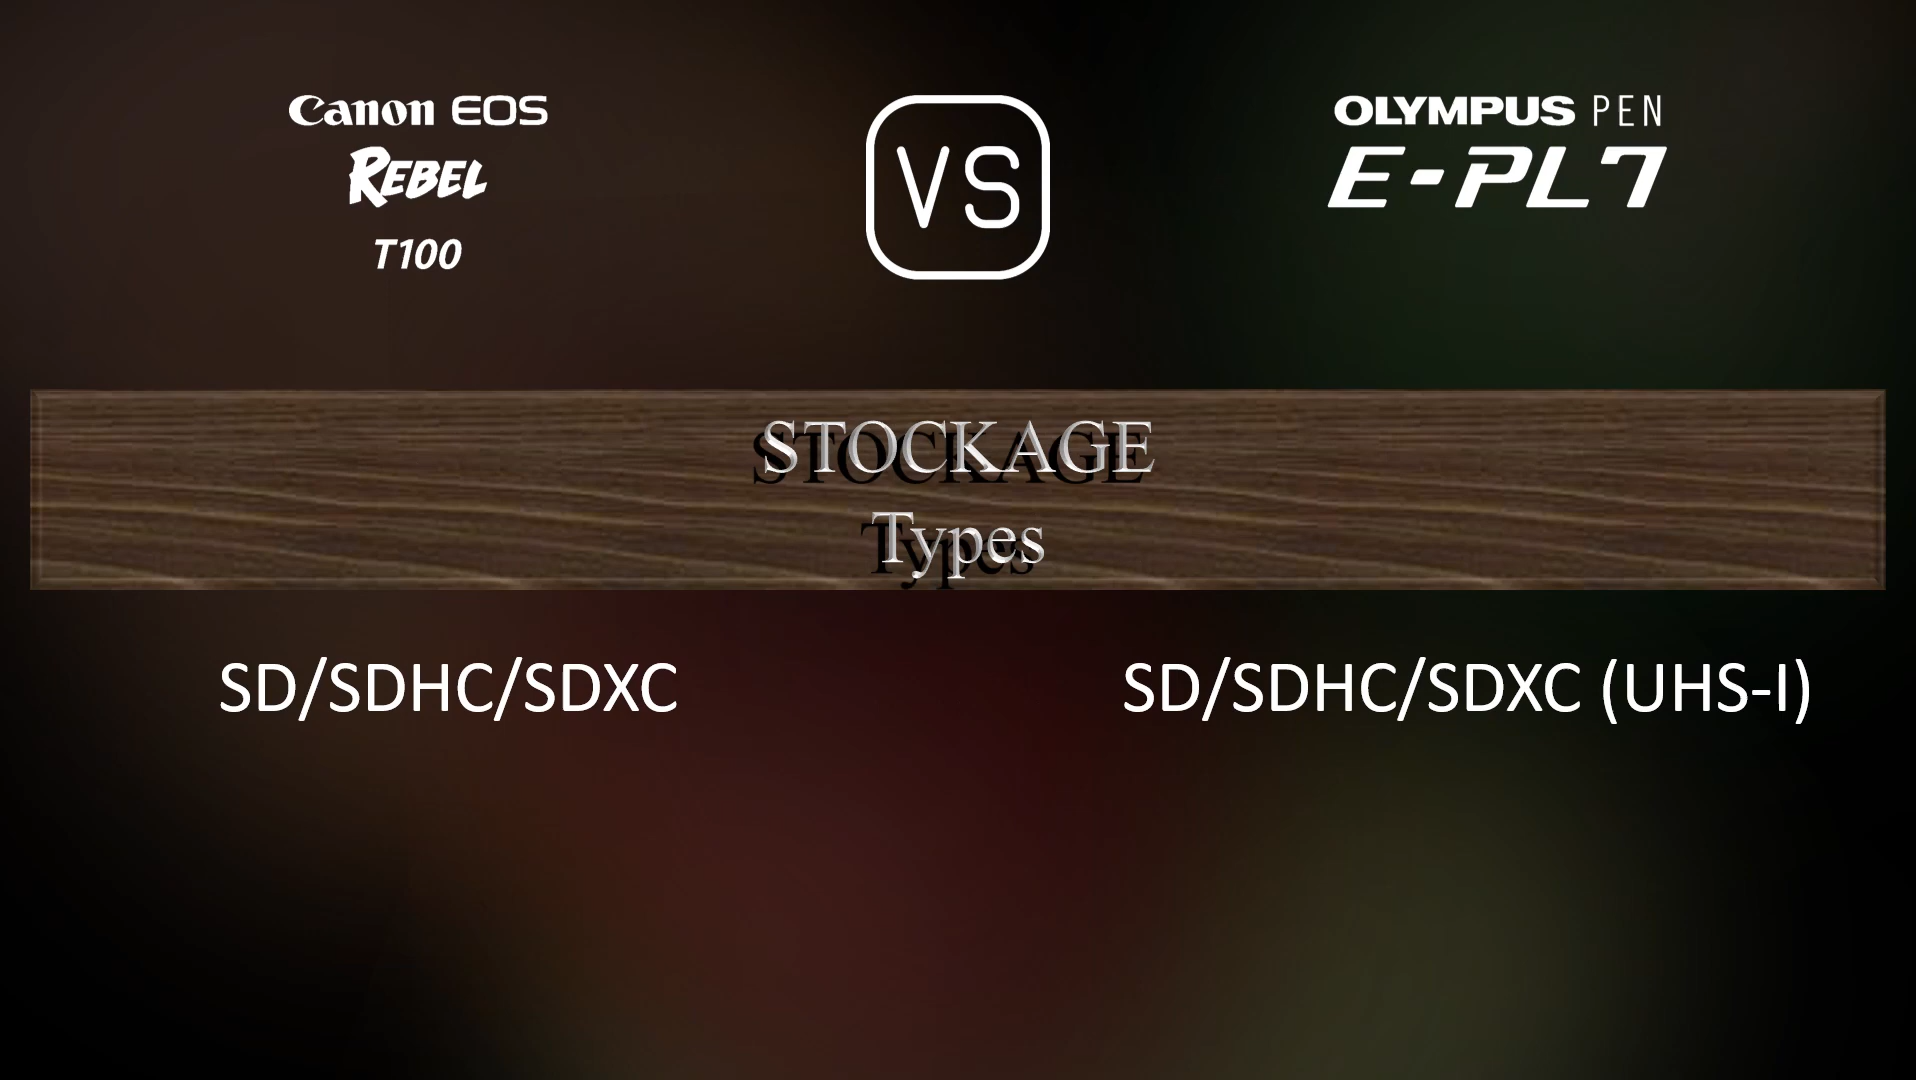 Canon EOS
REBEL
T100
VS
OLYMPUS PEN
E-PL7
STOCKAGE
Types
SD/SDHC/SDXC
SD/SDHC/SDXC (UHS-I)